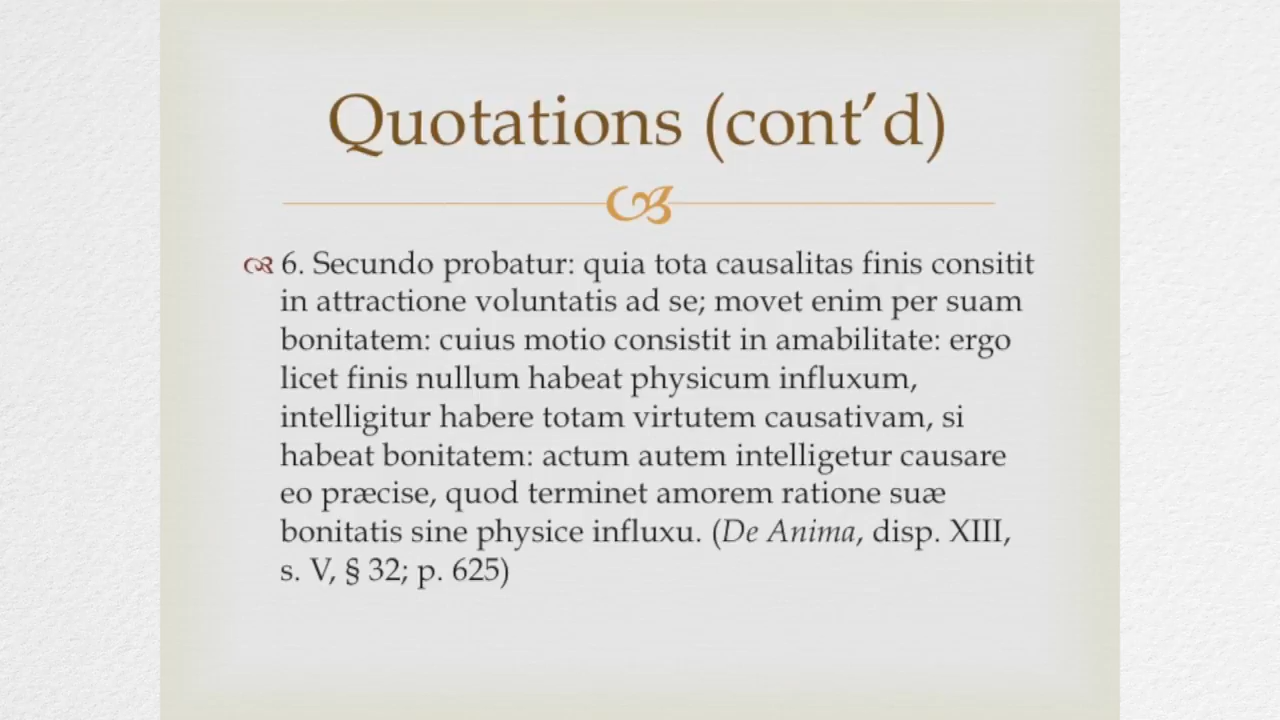 Quotations (cont’d)
6. Secundo probatur: quia tota causalitas finis consitit
in attractione voluntatis ad se; movet enim per suam
bonitatem: cuius motio consistit in amabilitate: ergo
licet finis nullum habeat physicum influxum,
intelligitur habere totam virtutem causativam, si
habeat bonitatem: actum autem intelligetur causare
eo præcise, quod terminet amorem ratione suæ
bonitatis sine physice influxu. (De Anima, disp. XIII,
s. V, § 32; p. 625)